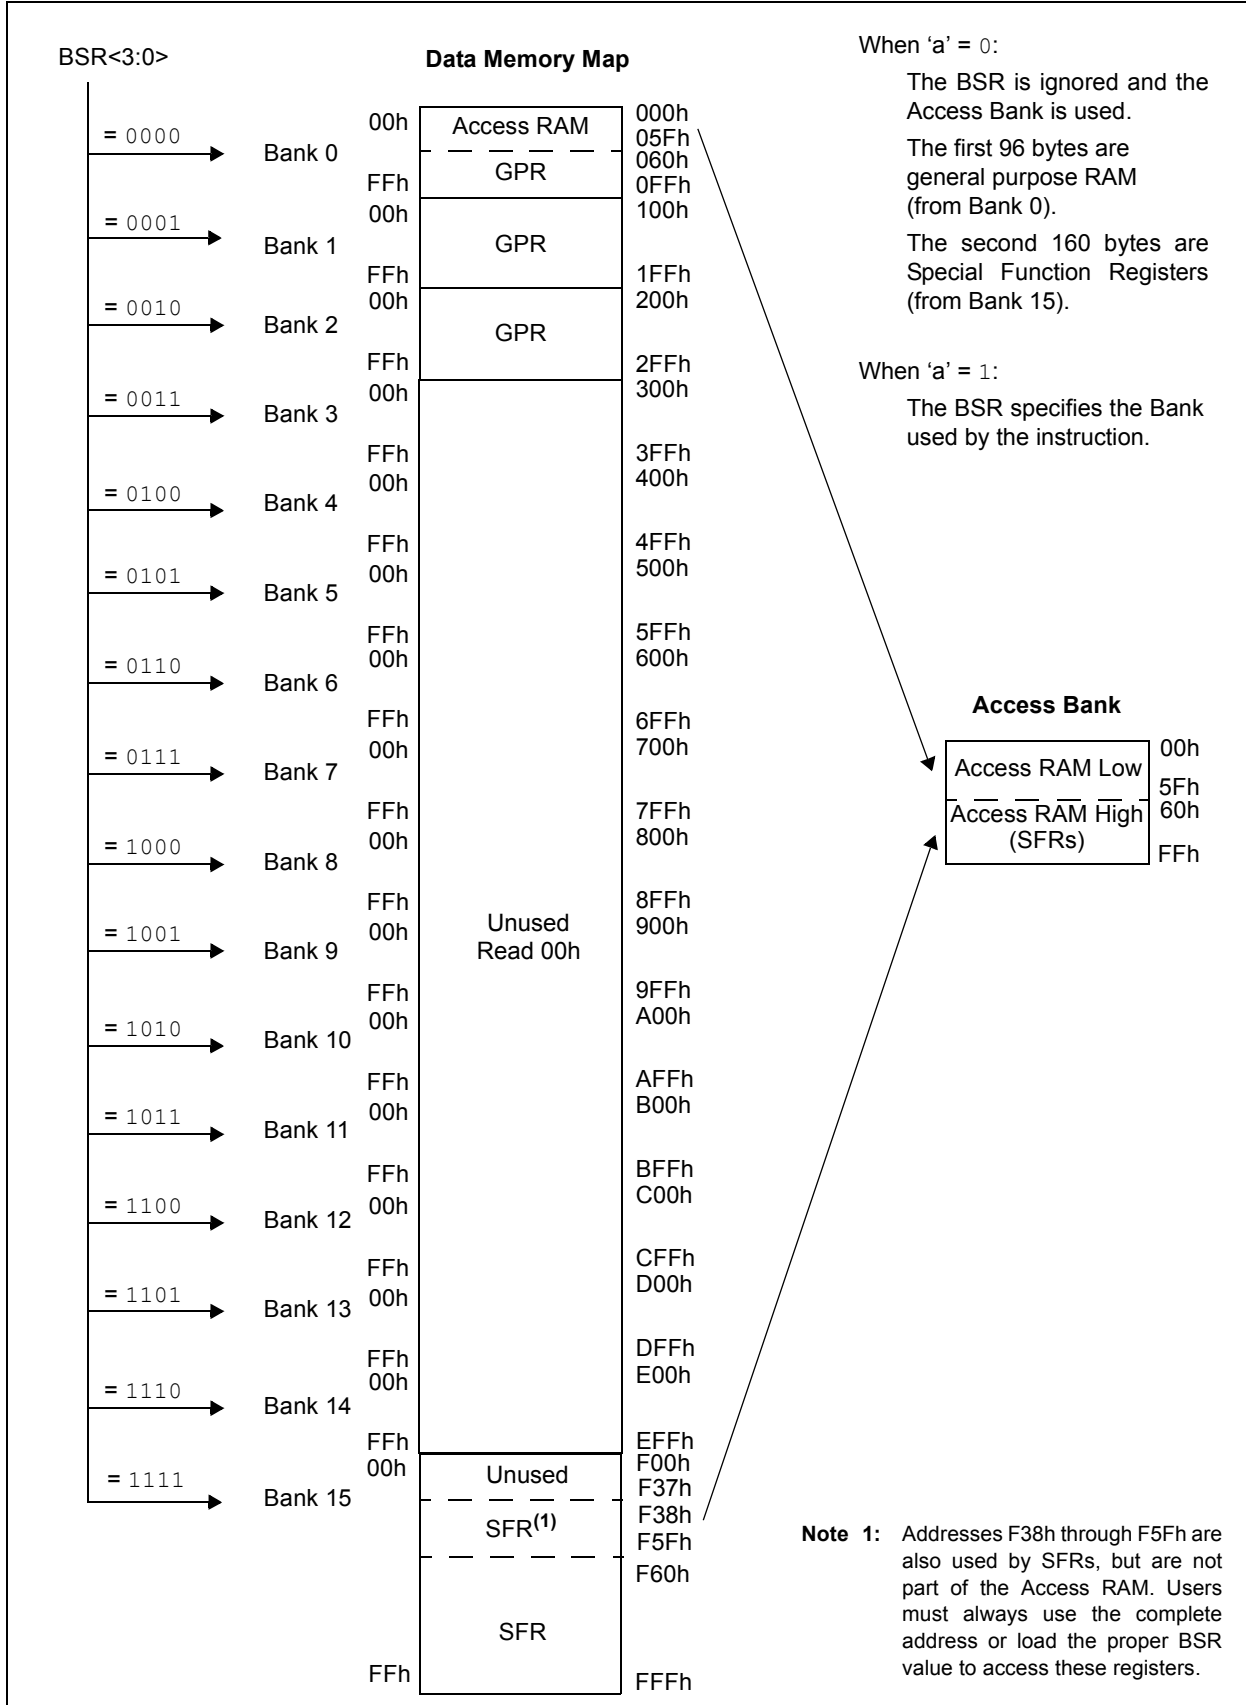 BSR<3:0>
Data Memory Map
When ‘a’ = 0:
The BSR is ignored and the
Access Bank is used.
The first 96 bytes are
general purpose RAM
(from Bank 0).
The second 160 bytes are
Special Function Registers
(from Bank 15).
When ‘a’ = 1:
The BSR specifies the Bank
used by the instruction.
= 0000
Bank 0
00h
Access RAM
000h
05Fh
060h
GPR
FFh
0FFh
= 0001
Bank 1
00h
100h
GPR
FFh
1FFh
= 0010
Bank 2
00h
200h
GPR
FFh
2FFh
= 0011
Bank 3
00h
300h
FFh
3FFh
= 0100
Bank 4
00h
400h
FFh
4FFh
= 0101
Bank 5
00h
500h
FFh
5FFh
= 0110
Bank 6
00h
600h
FFh
6FFh
= 0111
Bank 7
00h
700h
FFh
7FFh
= 1000
Bank 8
00h
800h
FFh
8FFh
= 1001
Bank 9
00h
900h
Unused
Read 00h
FFh
9FFh
= 1010
Bank 10
00h
A00h
FFh
AFFh
= 1011
Bank 11
00h
B00h
FFh
BFFh
= 1100
Bank 12
00h
C00h
FFh
CFFh
= 1101
Bank 13
00h
D00h
FFh
DFFh
= 1110
Bank 14
00h
E00h
FFh
EFFh
= 1111
Bank 15
00h
F00h
Unused
F37h
F38h
SFR(1)
F5Fh
F60h
SFR
FFh
FFFh
Access Bank
Access RAM Low
00h
5Fh
Access RAM High
(SFRs)
60h
FFh
Note 1: Addresses F38h through F5Fh are
also used by SFRs, but are not
part of the Access RAM. Users
must always use the complete
address or load the proper BSR
value to access these registers.